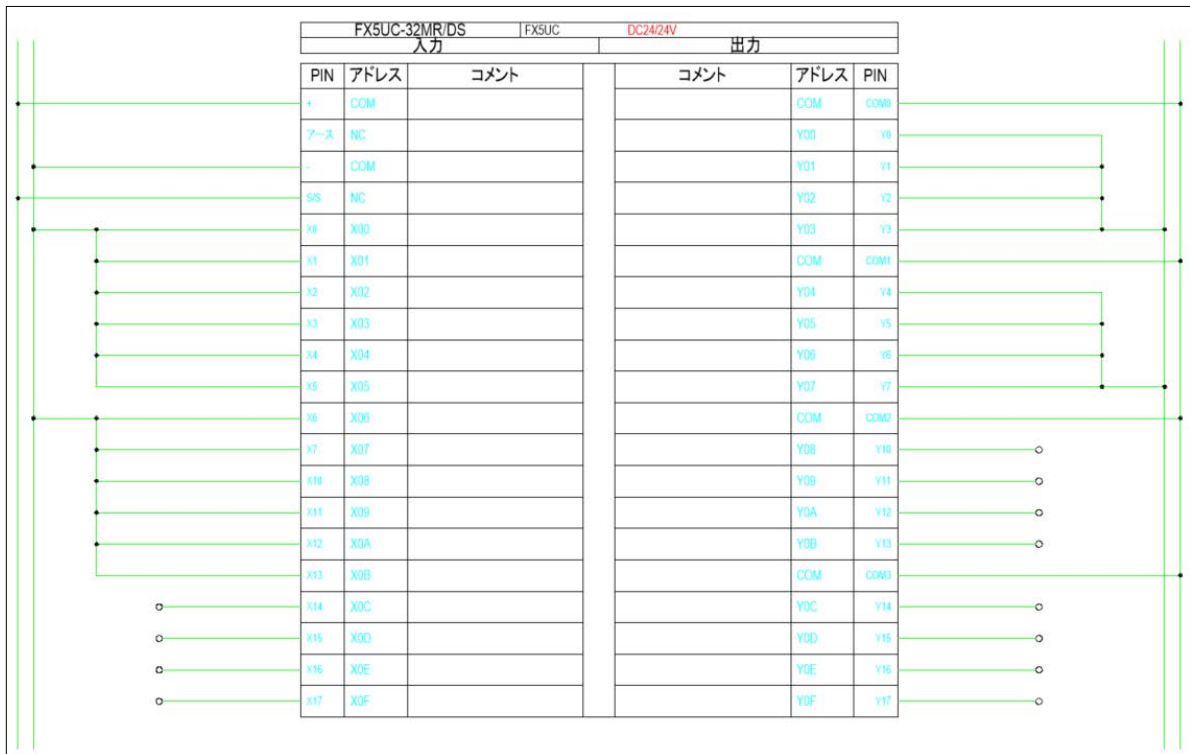 FX5UC-32MR/DS FX5UC DC24/24V
入力 出力
PIN アドレス コメント コメント アドレス PIN
+ COM COM COM0
アース NC Y00 Y0
- COM Y01 Y1
S/S NC Y02 Y2
X0 X00 Y03 Y3
X1 X01 COM COM1
X2 X02 Y04 Y4
X3 X03 Y05 Y5
X4 X04 Y06 Y6
X5 X05 Y07 Y7
X6 X06 COM COM2
X7 X07 Y08 Y10
X10 X08 Y09 Y11
X11 X09 Y0A Y12
X12 X0A Y0B Y13
X13 X0B COM COM3
X14 X0C Y0C Y14
X15 X0D Y0D Y15
X16 X0E Y0E Y16
X17 X0F Y0F Y17